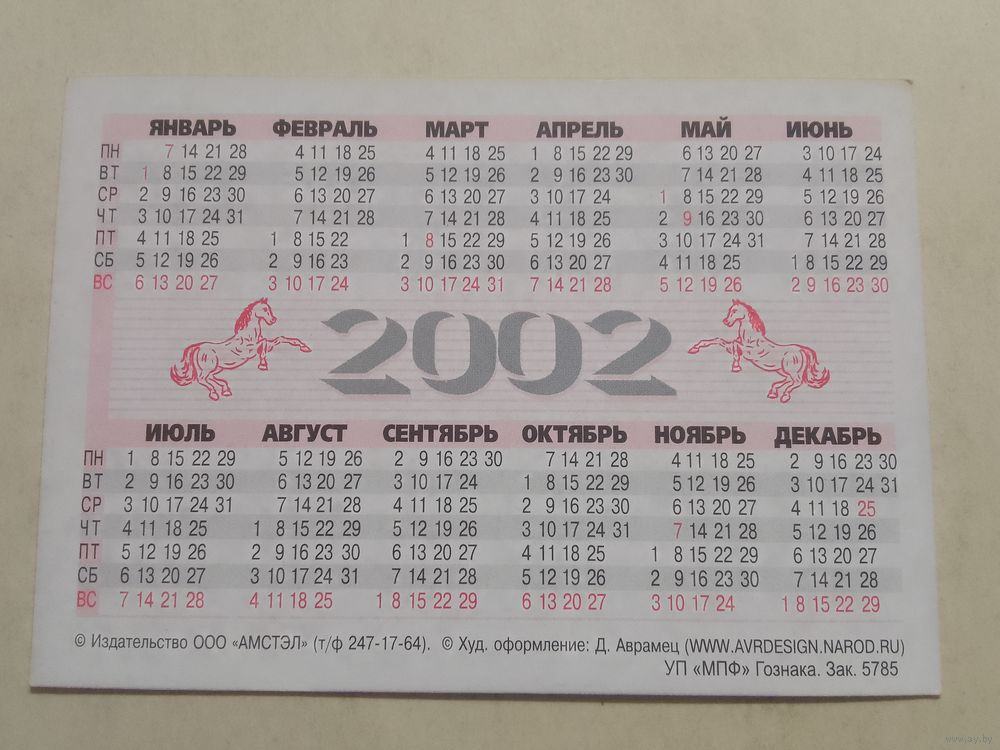 ЯНВАРЬ ФЕВРАЛЬ МАРТ АПРЕЛЬ МАЙ ИЮНЬ
ПН 7 14 21 28 4 11 18 25 4 11 18 25 1 8 15 22 29 6 13 20 27 3 10 17 24
ВТ 1 8 15 22 29 5 12 19 26 5 12 19 26 2 9 16 23 30 7 14 21 28 4 11 18 25
СР 2 9 16 23 30 6 13 20 27 6 13 20 27 3 10 17 24 1 8 15 22 29 5 12 19 26
ЧТ 3 10 17 24 31 7 14 21 28 7 14 21 28 4 11 18 25 2 9 16 23 30 6 13 20 27
ПТ 4 11 18 25 1 8 15 22 1 8 15 22 29 5 12 19 26 3 10 17 24 31 7 14 21 28
СБ 5 12 19 26 2 9 16 23 2 9 16 23 30 6 13 20 27 4 11 18 25 1 8 15 22 29
ВС 6 13 20 27 3 10 17 24 3 10 17 24 31 7 14 21 28 5 12 19 26 2 9 16 23 30
2002
ИЮЛЬ АВГУСТ СЕНТЯБРЬ ОКТЯБРЬ НОЯБРЬ ДЕКАБРЬ
ПН 1 8 15 22 29 5 12 19 26 2 9 16 23 30 7 14 21 28 4 11 18 25 2 9 16 23 30
ВТ 2 9 16 23 30 6 13 20 27 3 10 17 24 1 8 15 22 29 5 12 19 26 3 10 17 24 31
СР 3 10 17 24 31 7 14 21 28 4 11 18 25 2 9 16 23 30 6 13 20 27 4 11 18 25
ЧТ 4 11 18 25 1 8 15 22 29 5 12 19 26 3 10 17 24 31 7 14 21 28 5 12 19 26
ПТ 5 12 19 26 2 9 16 23 30 6 13 20 27 4 11 18 25 1 8 15 22 29 6 13 20 27
СБ 6 13 20 27 3 10 17 24 31 7 14 21 28 5 12 19 26 2 9 16 23 30 7 14 21 28
ВС 7 14 21 28 4 11 18 25 1 8 15 22 29 6 13 20 27 3 10 17 24 1 8 15 22 29
© Издательство ООО «АМСТЭЛ» (т/ф 247-17-64). © Худ. оформление: Д. Аврамец (WWW.AVRDESIGN.NAROD.RU)
УП «МПФ» Гознака. Зак. 5785
www.ay.by